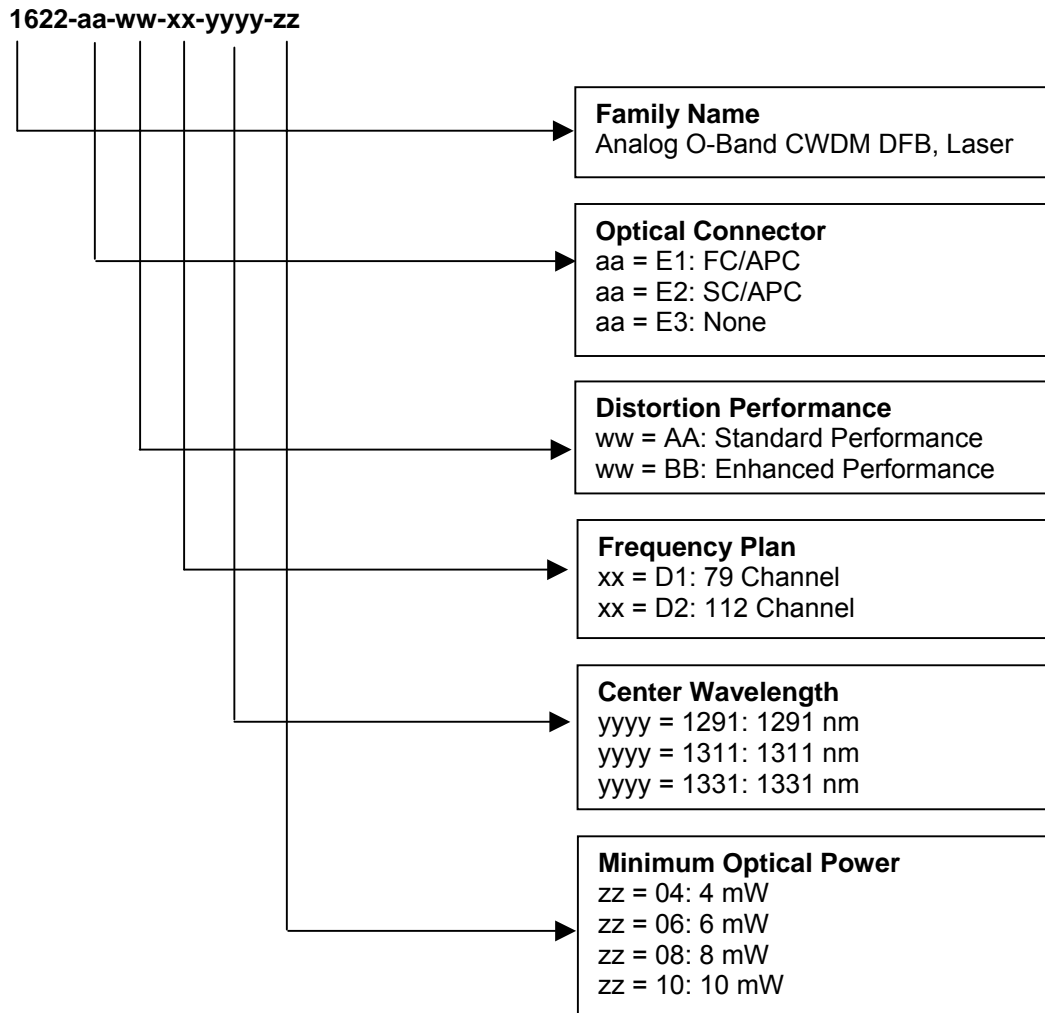 1622-aa-ww-xx-yyyy-zz
Family Name
Analog O-Band CWDM DFB, Laser
Optical Connector
aa = E1: FC/APC
aa = E2: SC/APC
aa = E3: None
Distortion Performance
ww = AA: Standard Performance
ww = BB: Enhanced Performance
Frequency Plan
xx = D1: 79 Channel
xx = D2: 112 Channel
Center Wavelength
yyyy = 1291: 1291 nm
yyyy = 1311: 1311 nm
yyyy = 1331: 1331 nm
Minimum Optical Power
zz = 04: 4 mW
zz = 06: 6 mW
zz = 08: 8 mW
zz = 10: 10 mW